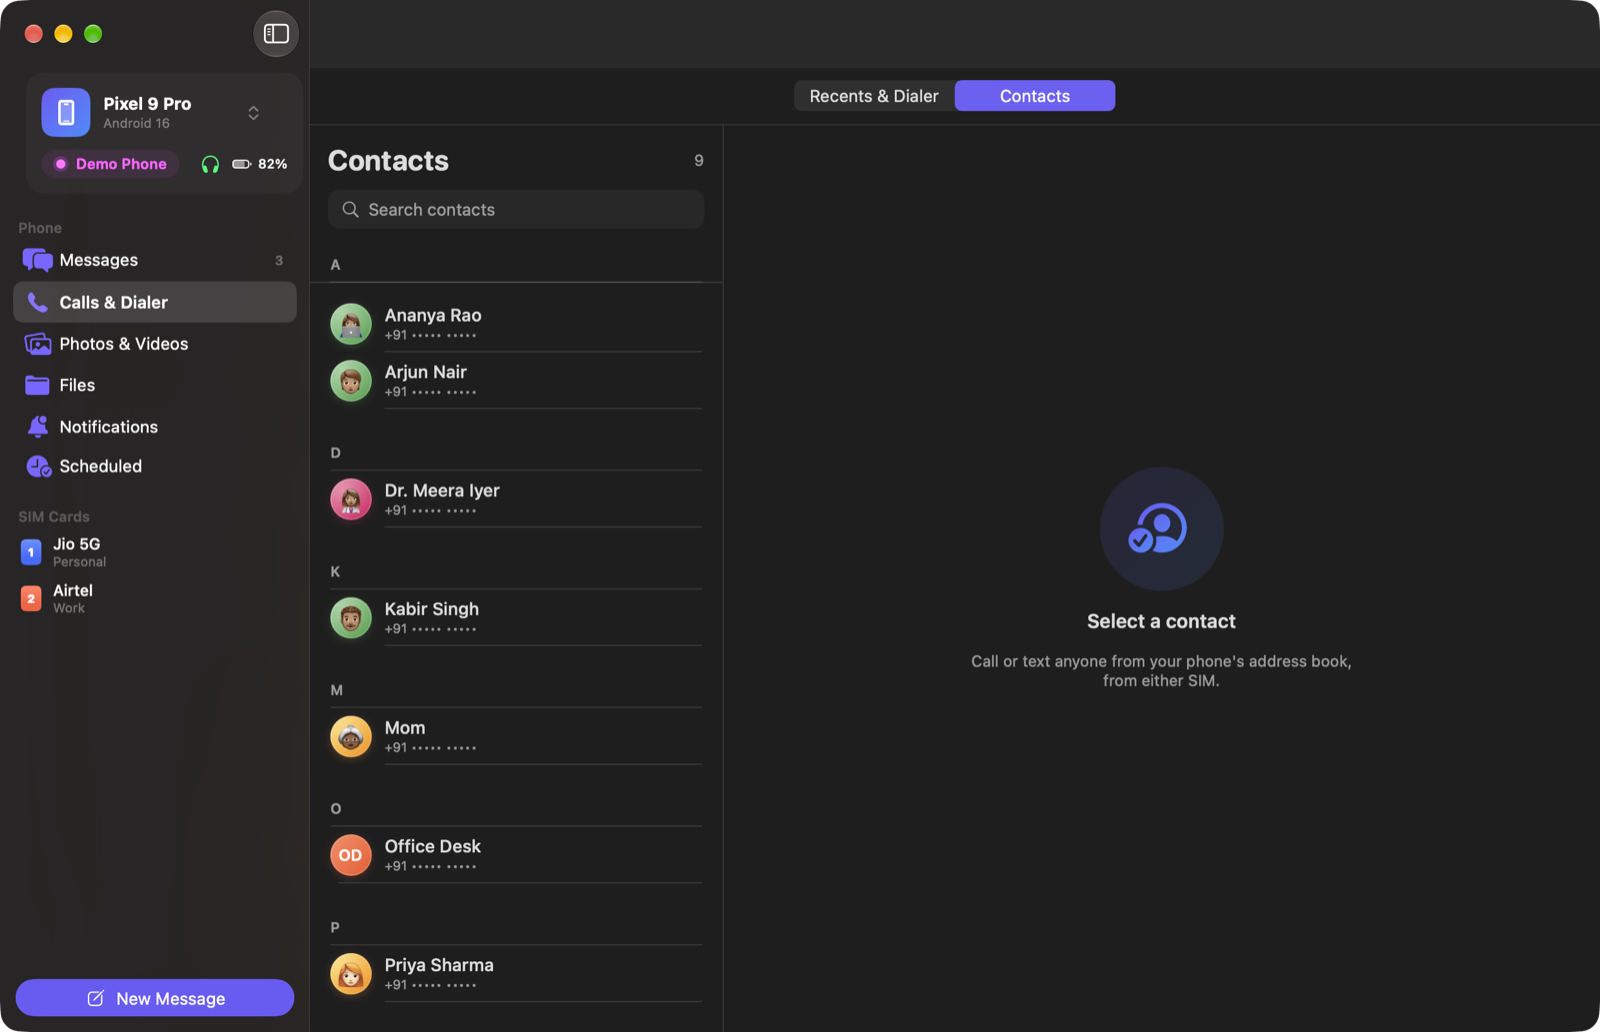 Pixel 9 Pro
Android 16
Demo Phone
82%
Phone
Messages 3
Calls & Dialer
Photos & Videos
Files
Notifications
Scheduled
SIM Cards
1 Jio 5G
Personal
2 Airtel
Work
New Message
Recents & Dialer Contacts
Contacts 9
Search contacts
A
Ananya Rao
+91 ••••• •••••
Arjun Nair
+91 ••••• •••••
D
Dr. Meera Iyer
+91 ••••• •••••
K
Kabir Singh
+91 ••••• •••••
M
Mom
+91 ••••• •••••
O
OD Office Desk
+91 ••••• •••••
P
Priya Sharma
+91 ••••• •••••
Select a contact
Call or text anyone from your phone's address book,
from either SIM.